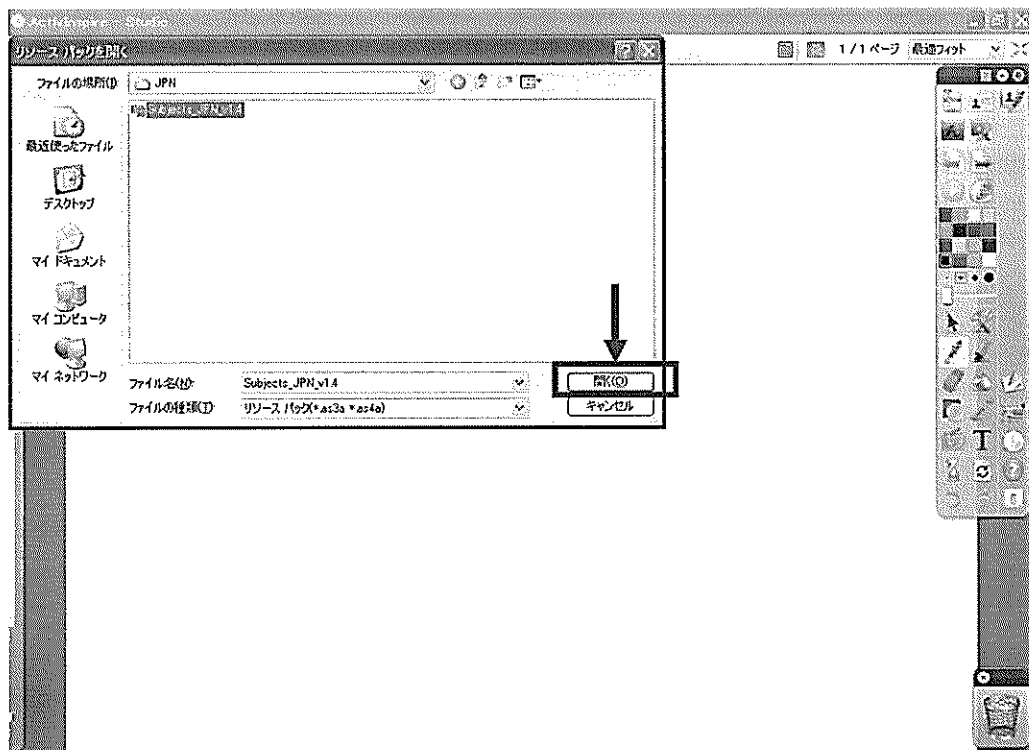 Activinspire - Studio
リソース パックを開く
1 / 1 ページ 最適フィット
ファイルの場所(I): JPN
Subjects_JPN_v1.4
最近使ったファイル
デスクトップ
マイ ドキュメント
マイ コンピュータ
マイ ネットワーク
ファイル名(N): Subjects_JPN_v1.4 開く(O)
ファイルの種類(T): リソース パック(*.as3a *.as4a) キャンセル
T